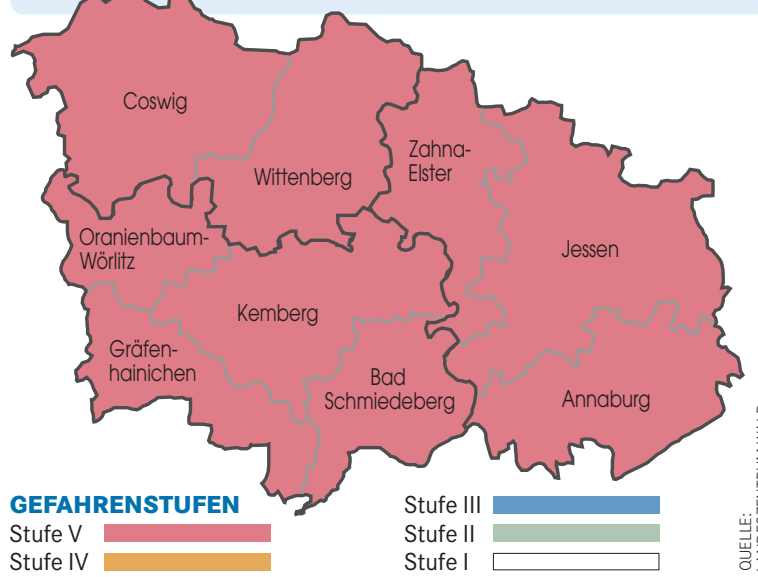 Coswig
Wittenberg
Zahna-
Elster
Oranienbaum-
Wörlitz
Jessen
Kemberg
Gräfen-
hainichen
Bad
Schmiedeberg
Annaburg
GEFAHRENSTUFEN
Stufe V
Stufe IV
Stufe III
Stufe II
Stufe I
QUELLE: